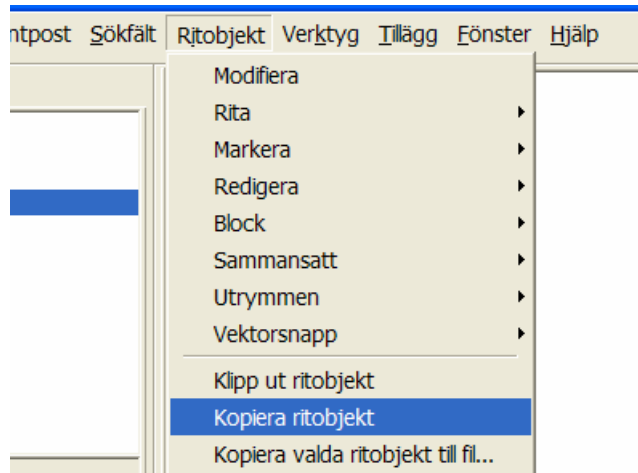 ntpost Sökfält Ritobjekt Verktyg Tillägg Fönster Hjälp
Modifiera
Rita
Markera
Redigera
Block
Sammansatt
Utrymmen
Vektorsnapp
Klipp ut ritobjekt
Kopiera ritobjekt
Kopiera valda ritobjekt till fil...